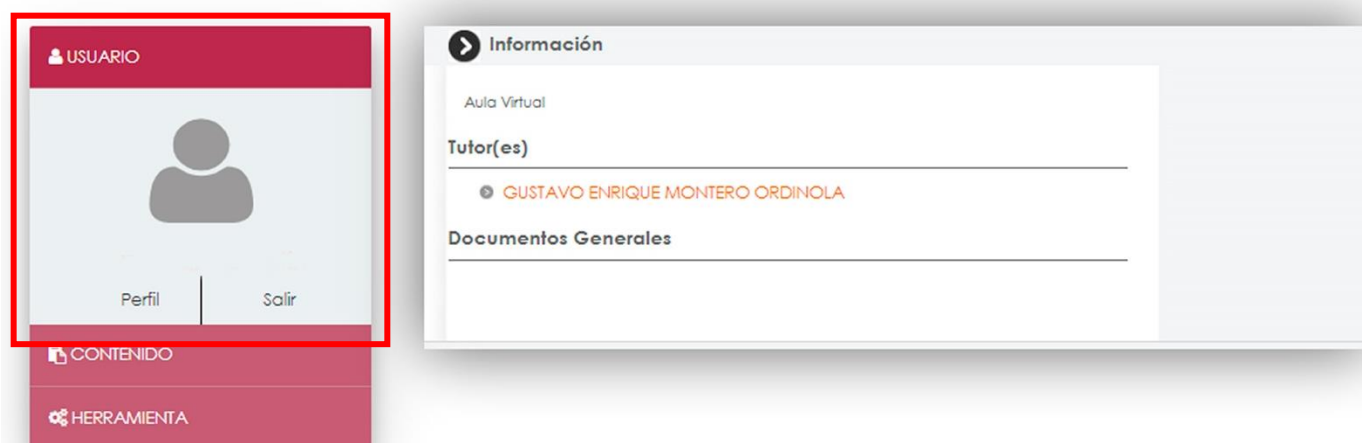 USUARIO
Perfil
Salir
CONTENIDO
HERRAMIENTA
Información
Aula Virtual
Tutor(es)
GUSTAVO ENRIQUE MONTERO ORDINOLA
Documentos Generales